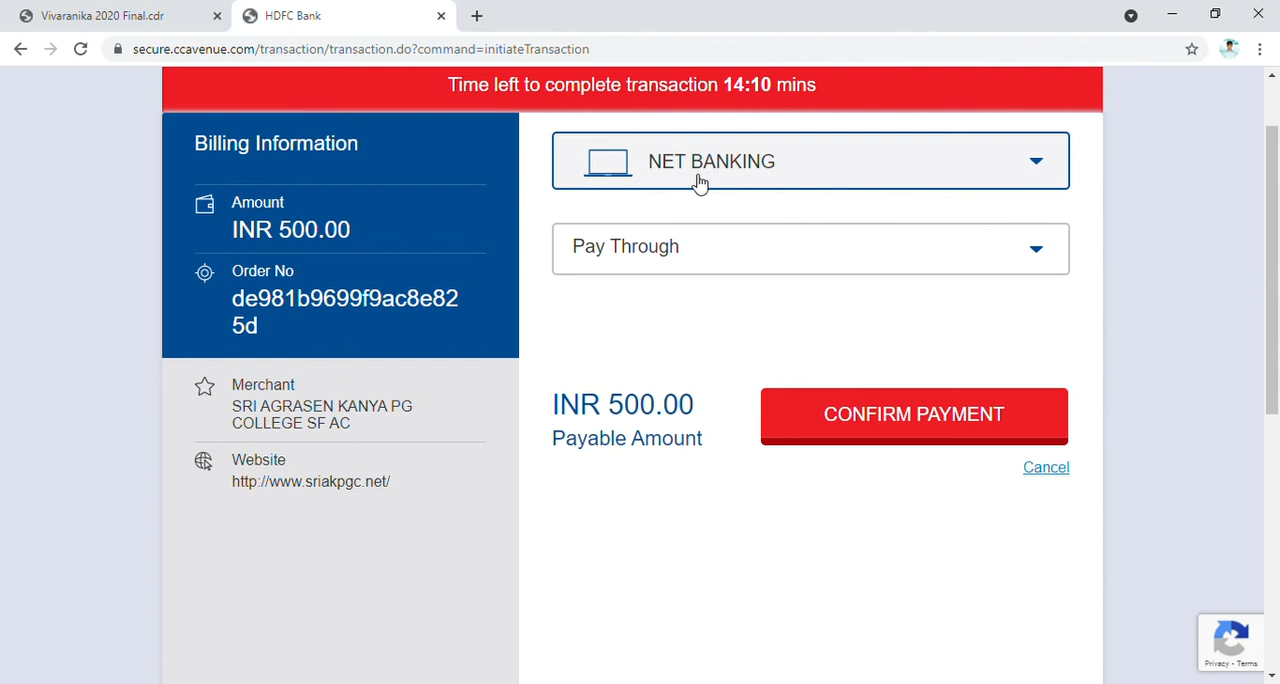 Vivaranika 2020 Final.cdr
HDFC Bank
secure.ccavenue.com/transaction/transaction.do?command=initiateTransaction
Time left to complete transaction 14:10 mins
Billing Information
Amount
INR 500.00
Order No
de981b9699f9ac8e82
5d
Merchant
SRI AGRASEN KANYA PG
COLLEGE SF AC
Website
http://www.sriakpgc.net/
NET BANKING
Pay Through
INR 500.00
Payable Amount
CONFIRM PAYMENT
Cancel
Privacy - Terms